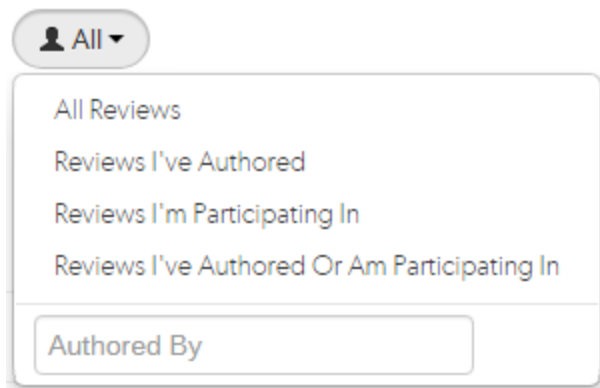 All
All Reviews
Reviews I've Authored
Reviews I'm Participating In
Reviews I've Authored Or Am Participating In
Authored By